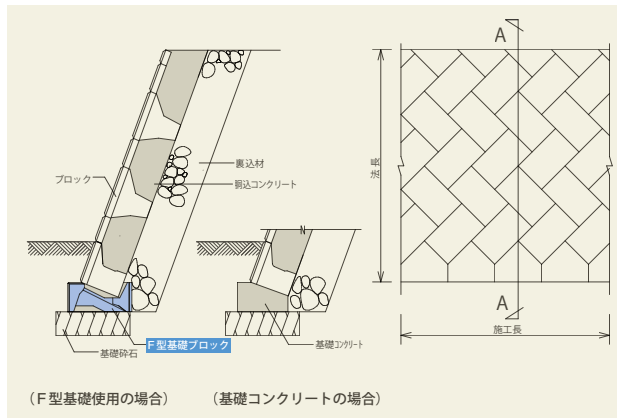 A
法長
裏込材
ブロック
胴込コンクリート
N
A
施工長
F型基礎ブロック
基礎コンクリート
基礎砕石
(F型基礎使用の場合)
(基礎コンクリートの場合)